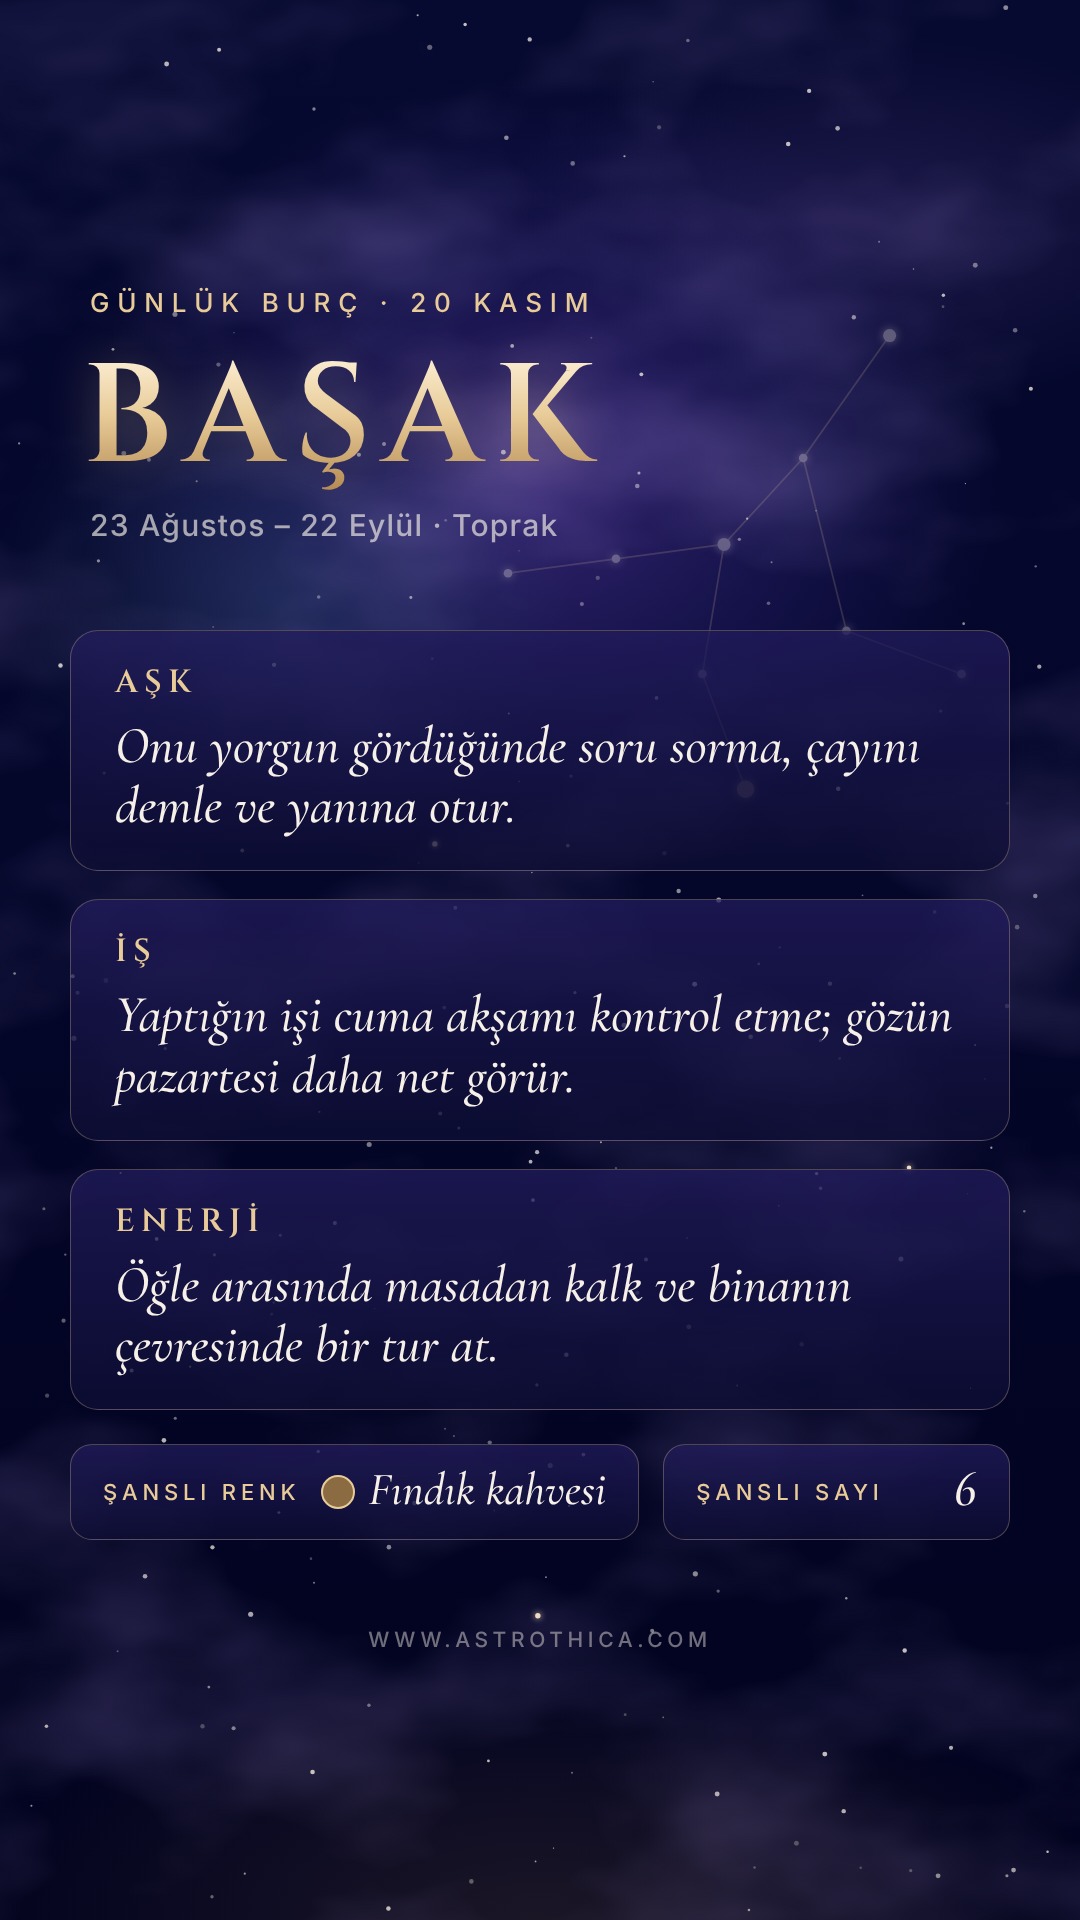 GÜNLÜK BURÇ · 20 KASIM
BAŞAK
23 Ağustos – 22 Eylül · Toprak
AŞK
Onu yorgun gördüğünde soru sorma, çayını
demle ve yanına otur.
İŞ
Yaptığın işi cuma akşamı kontrol etme; gözün
pazartesi daha net görür.
ENERJİ
Öğle arasında masadan kalk ve binanın
çevresinde bir tur at.
ŞANSLI RENK Fındık kahvesi
ŞANSLI SAYI 6
WWW.ASTROTHICA.COM